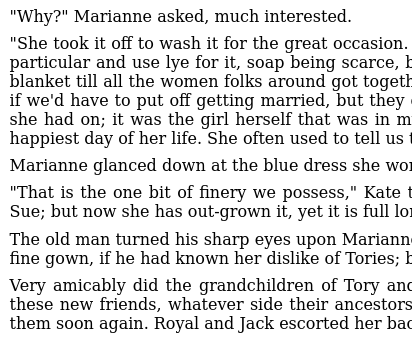 "Why?" Marianne asked, much interested.
"She took it off to wash it for the great occasion.
particular and use lye for it, soap being scarce, b
blanket till all the women folks around got togeth
if we'd have to put off getting married, but they
she had on; it was the girl herself that was in m
happiest day of her life. She often used to tell us t
Marianne glanced down at the blue dress she wor
"That is the one bit of finery we possess," Kate t
Sue; but now she has out-grown it, yet it is full lo
The old man turned his sharp eyes upon Mariann
fine gown, if he had known her dislike of Tories; b
Very amicably did the grandchildren of Tory and
these new friends, whatever side their ancestors
them soon again. Royal and Jack escorted her bac